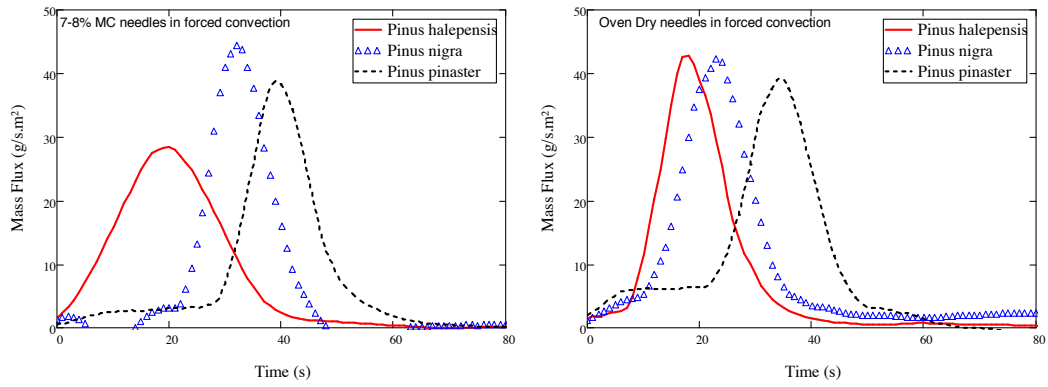 7-8% MC needles in forced convection
Pinus halepensis
Pinus nigra
Pinus pinaster
Mass Flux (g/s.m²)
50
40
30
20
10
0
0 20 40 60 80
Time (s)
Oven Dry needles in forced convection
Pinus halepensis
Pinus nigra
Pinus pinaster
Mass Flux (g/s.m²)
50
40
30
20
10
0
0 20 40 60 80
Time (s)